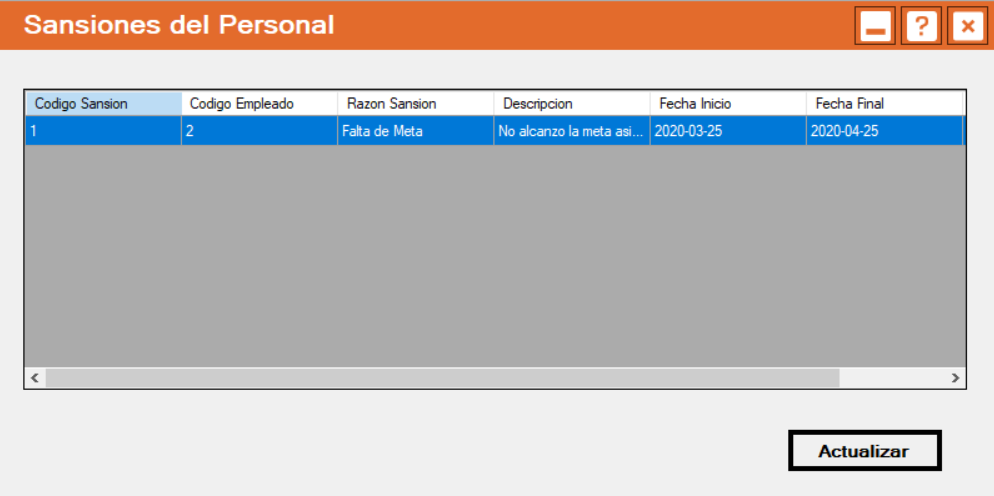 Sansiones del Personal
Codigo Sansion Codigo Empleado Razon Sansion Descripcion Fecha Inicio Fecha Final
1 2 Falta de Meta No alcanzo la meta asi... 2020-03-25 2020-04-25
Actualizar